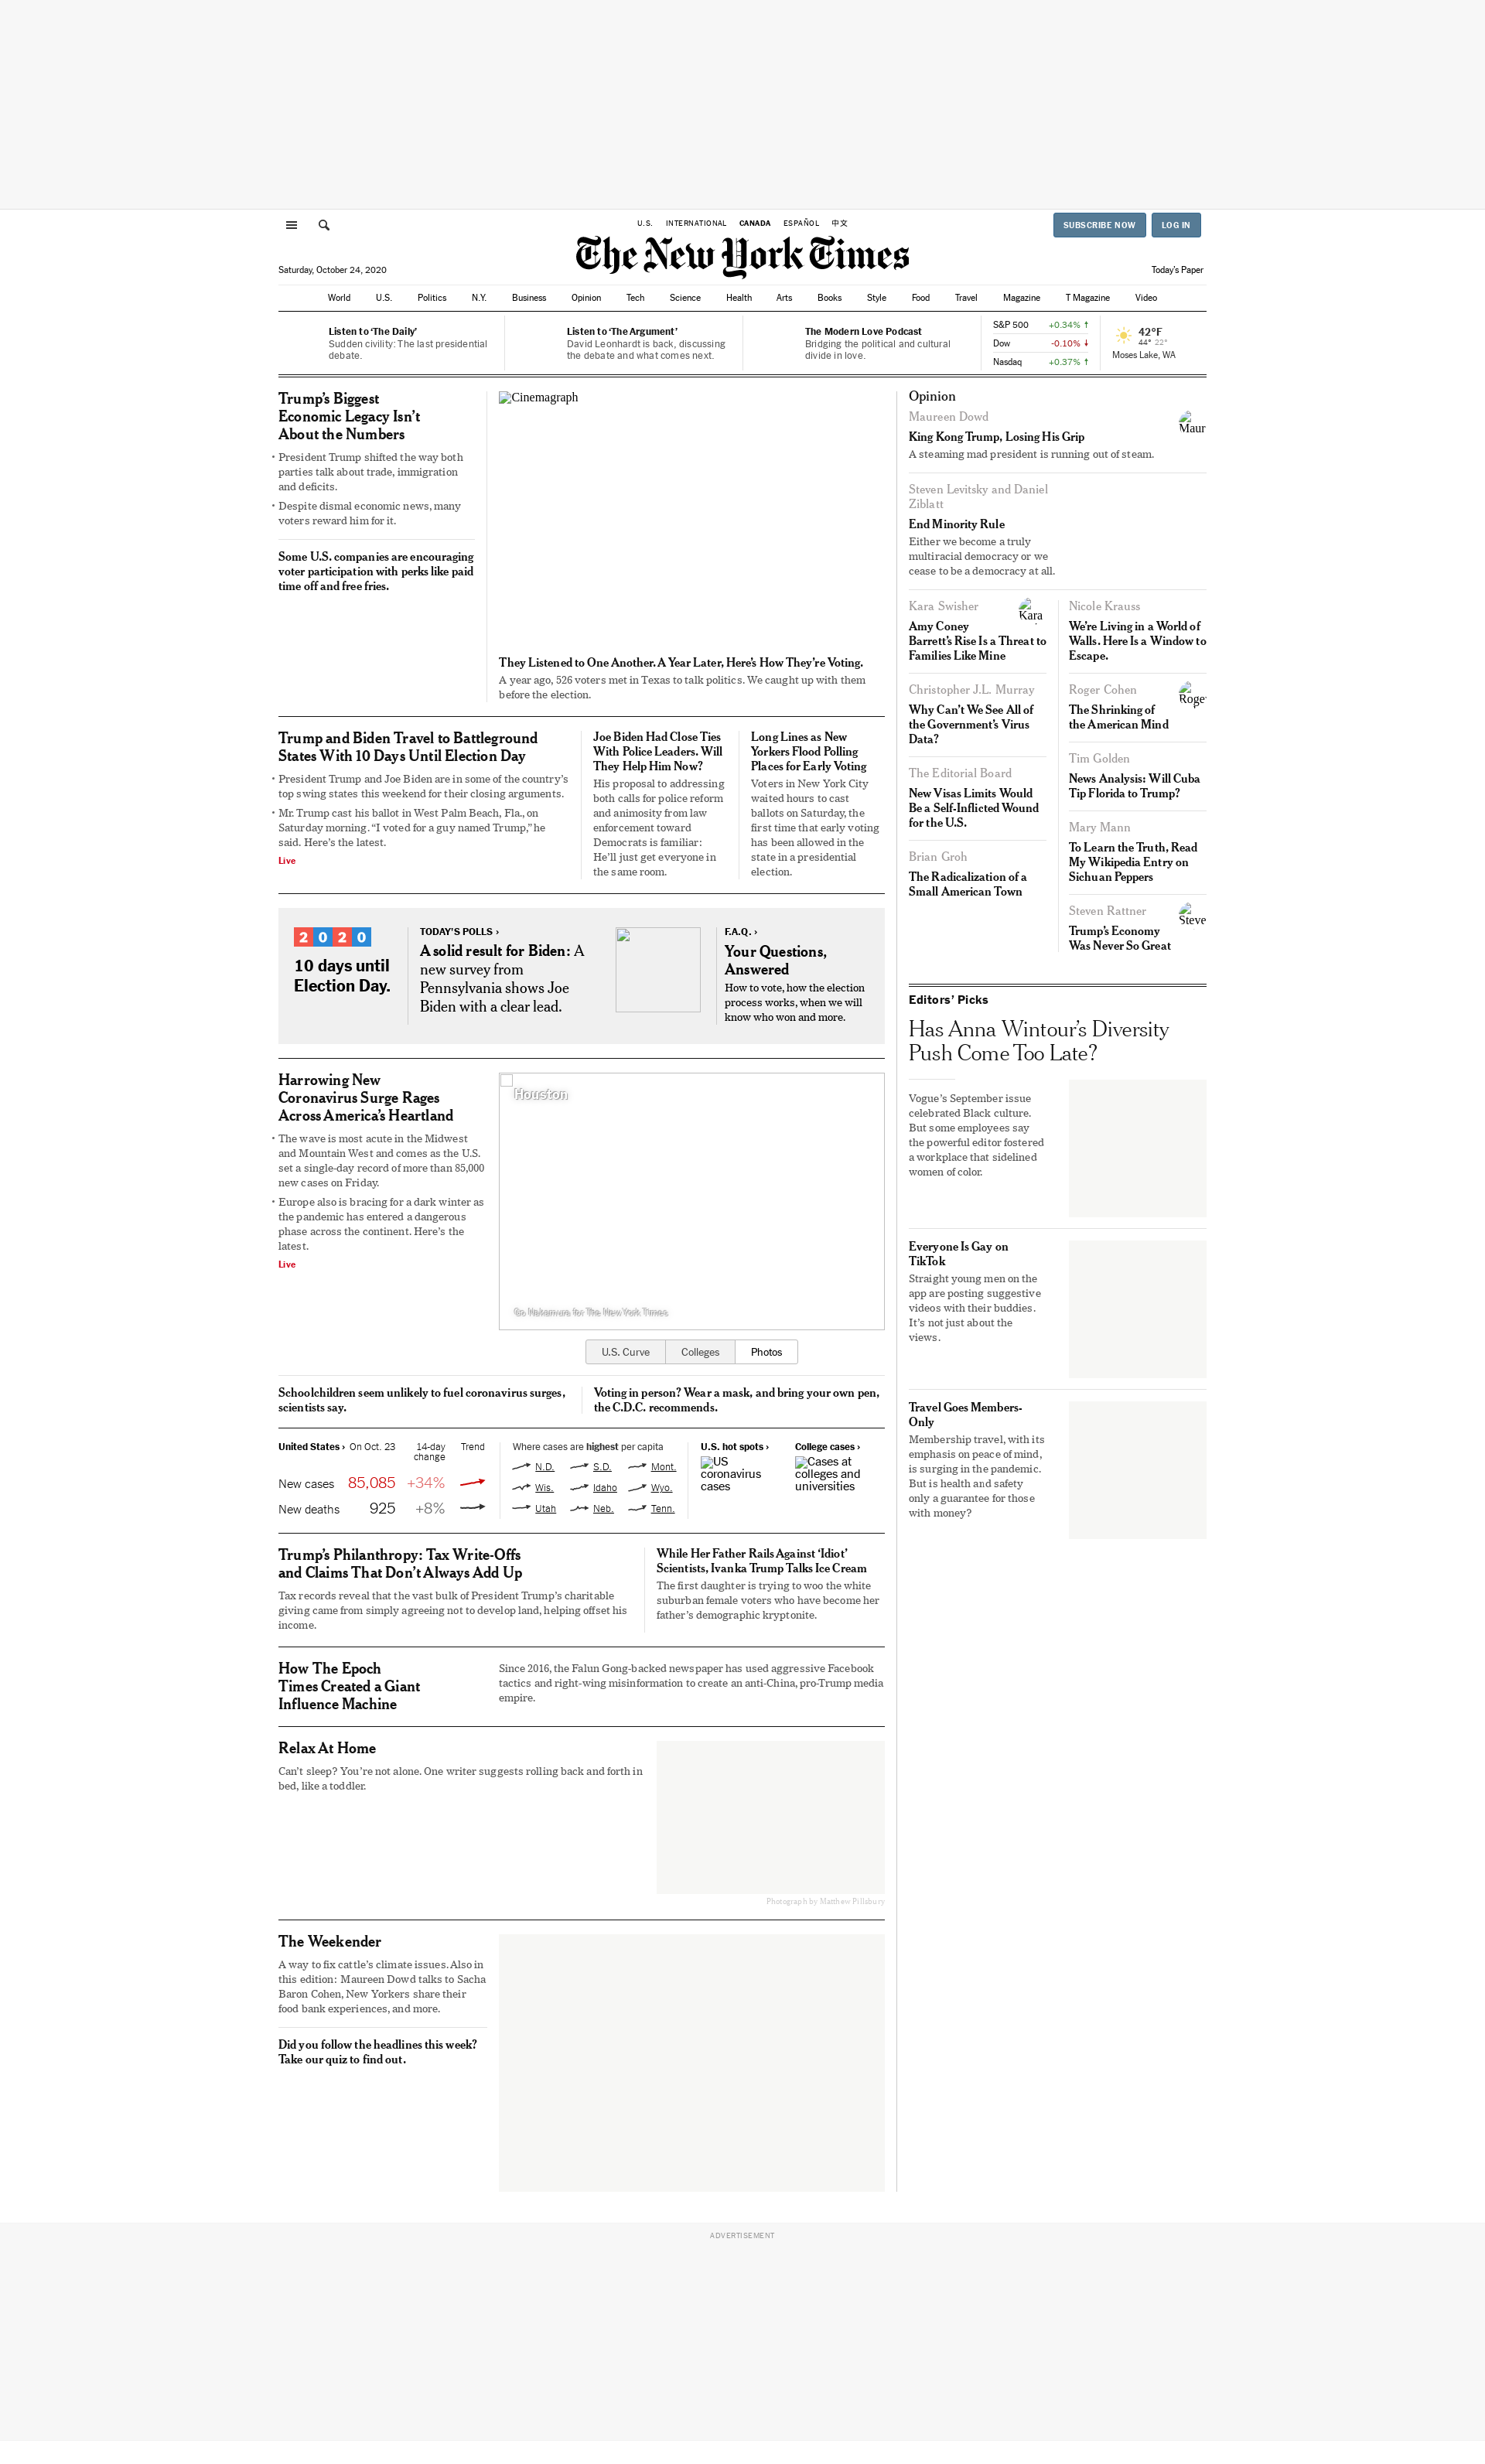 U.S. INTERNATIONAL CANADA ESPAÑOL 中文
SUBSCRIBE NOW LOG IN
The New York Times
Saturday, October 24, 2020
Today's Paper
World U.S. Politics N.Y. Business Opinion Tech Science Health Arts Books Style Food Travel Magazine T Magazine Video
Listen to ‘The Daily’
Sudden civility: The last presidential
debate.
Listen to ‘The Argument’
David Leonhardt is back, discussing
the debate and what comes next.
The Modern Love Podcast
Bridging the political and cultural
divide in love.
S&P 500 +0.34% ↑
Dow -0.10% ↓
Nasdaq +0.37% ↑
42°F
44° 22°
Moses Lake, WA
Trump’s Biggest
Economic Legacy Isn’t
About the Numbers
• President Trump shifted the way both
parties talk about trade, immigration
and deficits.
• Despite dismal economic news, many
voters reward him for it.
Some U.S. companies are encouraging
voter participation with perks like paid
time off and free fries.
Cinemagraph
They Listened to One Another. A Year Later, Here’s How They’re Voting.
A year ago, 526 voters met in Texas to talk politics. We caught up with them
before the election.
Trump and Biden Travel to Battleground
States With 10 Days Until Election Day
• President Trump and Joe Biden are in some of the country’s
top swing states this weekend for their closing arguments.
• Mr. Trump cast his ballot in West Palm Beach, Fla., on
Saturday morning. “I voted for a guy named Trump,” he
said. Here’s the latest.
Live
Joe Biden Had Close Ties
With Police Leaders. Will
They Help Him Now?
His proposal to addressing
both calls for police reform
and animosity from law
enforcement toward
Democrats is familiar:
He’ll just get everyone in
the same room.
Long Lines as New
Yorkers Flood Polling
Places for Early Voting
Voters in New York City
waited hours to cast
ballots on Saturday, the
first time that early voting
has been allowed in the
state in a presidential
election.
2020
10 days until
Election Day.
TODAY’S POLLS ›
A solid result for Biden: A
new survey from
Pennsylvania shows Joe
Biden with a clear lead.
F.A.Q. ›
Your Questions,
Answered
How to vote, how the election
process works, when we will
know who won and more.
Harrowing New
Coronavirus Surge Rages
Across America’s Heartland
• The wave is most acute in the Midwest
and Mountain West and comes as the U.S.
set a single-day record of more than 85,000
new cases on Friday.
• Europe also is bracing for a dark winter as
the pandemic has entered a dangerous
phase across the continent. Here’s the
latest.
Live
Houston
Go Nakamura for The New York Times
U.S. Curve Colleges Photos
Schoolchildren seem unlikely to fuel coronavirus surges,
scientists say.
Voting in person? Wear a mask, and bring your own pen,
the C.D.C. recommends.
United States › On Oct. 23 14-day Trend
change
New cases 85,085 +34%
New deaths 925 +8%
Where cases are highest per capita
N.D. S.D. Mont.
Wis. Idaho Wyo.
Utah Neb. Tenn.
U.S. hot spots ›
US
coronavirus
cases
College cases ›
Cases at
colleges and
universities
Trump’s Philanthropy: Tax Write-Offs
and Claims That Don’t Always Add Up
Tax records reveal that the vast bulk of President Trump’s charitable
giving came from simply agreeing not to develop land, helping offset his
income.
While Her Father Rails Against ‘Idiot’
Scientists, Ivanka Trump Talks Ice Cream
The first daughter is trying to woo the white
suburban female voters who have become her
father’s demographic kryptonite.
How The Epoch
Times Created a Giant
Influence Machine
Since 2016, the Falun Gong-backed newspaper has used aggressive Facebook
tactics and right-wing misinformation to create an anti-China, pro-Trump media
empire.
Relax At Home
Can’t sleep? You’re not alone. One writer suggests rolling back and forth in
bed, like a toddler.
Photograph by Matthew Pillsbury
The Weekender
A way to fix cattle’s climate issues. Also in
this edition: Maureen Dowd talks to Sacha
Baron Cohen, New Yorkers share their
food bank experiences, and more.
Did you follow the headlines this week?
Take our quiz to find out.
Opinion
Maureen Dowd
Maur
King Kong Trump, Losing His Grip
A steaming mad president is running out of steam.
Steven Levitsky and Daniel
Ziblatt
End Minority Rule
Either we become a truly
multiracial democracy or we
cease to be a democracy at all.
Kara Swisher
Kara
Amy Coney
Barrett’s Rise Is a Threat to
Families Like Mine
Christopher J.L. Murray
Why Can’t We See All of
the Government’s Virus
Data?
The Editorial Board
New Visas Limits Would
Be a Self-Inflicted Wound
for the U.S.
Brian Groh
The Radicalization of a
Small American Town
Nicole Krauss
We’re Living in a World of
Walls. Here Is a Window to
Escape.
Roger Cohen
Roger
The Shrinking of
the American Mind
Tim Golden
News Analysis: Will Cuba
Tip Florida to Trump?
Mary Mann
To Learn the Truth, Read
My Wikipedia Entry on
Sichuan Peppers
Steven Rattner
Steve
Trump’s Economy
Was Never So Great
Editors’ Picks
Has Anna Wintour’s Diversity
Push Come Too Late?
Vogue’s September issue
celebrated Black culture.
But some employees say
the powerful editor fostered
a workplace that sidelined
women of color.
Everyone Is Gay on
TikTok
Straight young men on the
app are posting suggestive
videos with their buddies.
It’s not just about the
views.
Travel Goes Members-
Only
Membership travel, with its
emphasis on peace of mind,
is surging in the pandemic.
But is health and safety
only a guarantee for those
with money?
ADVERTISEMENT